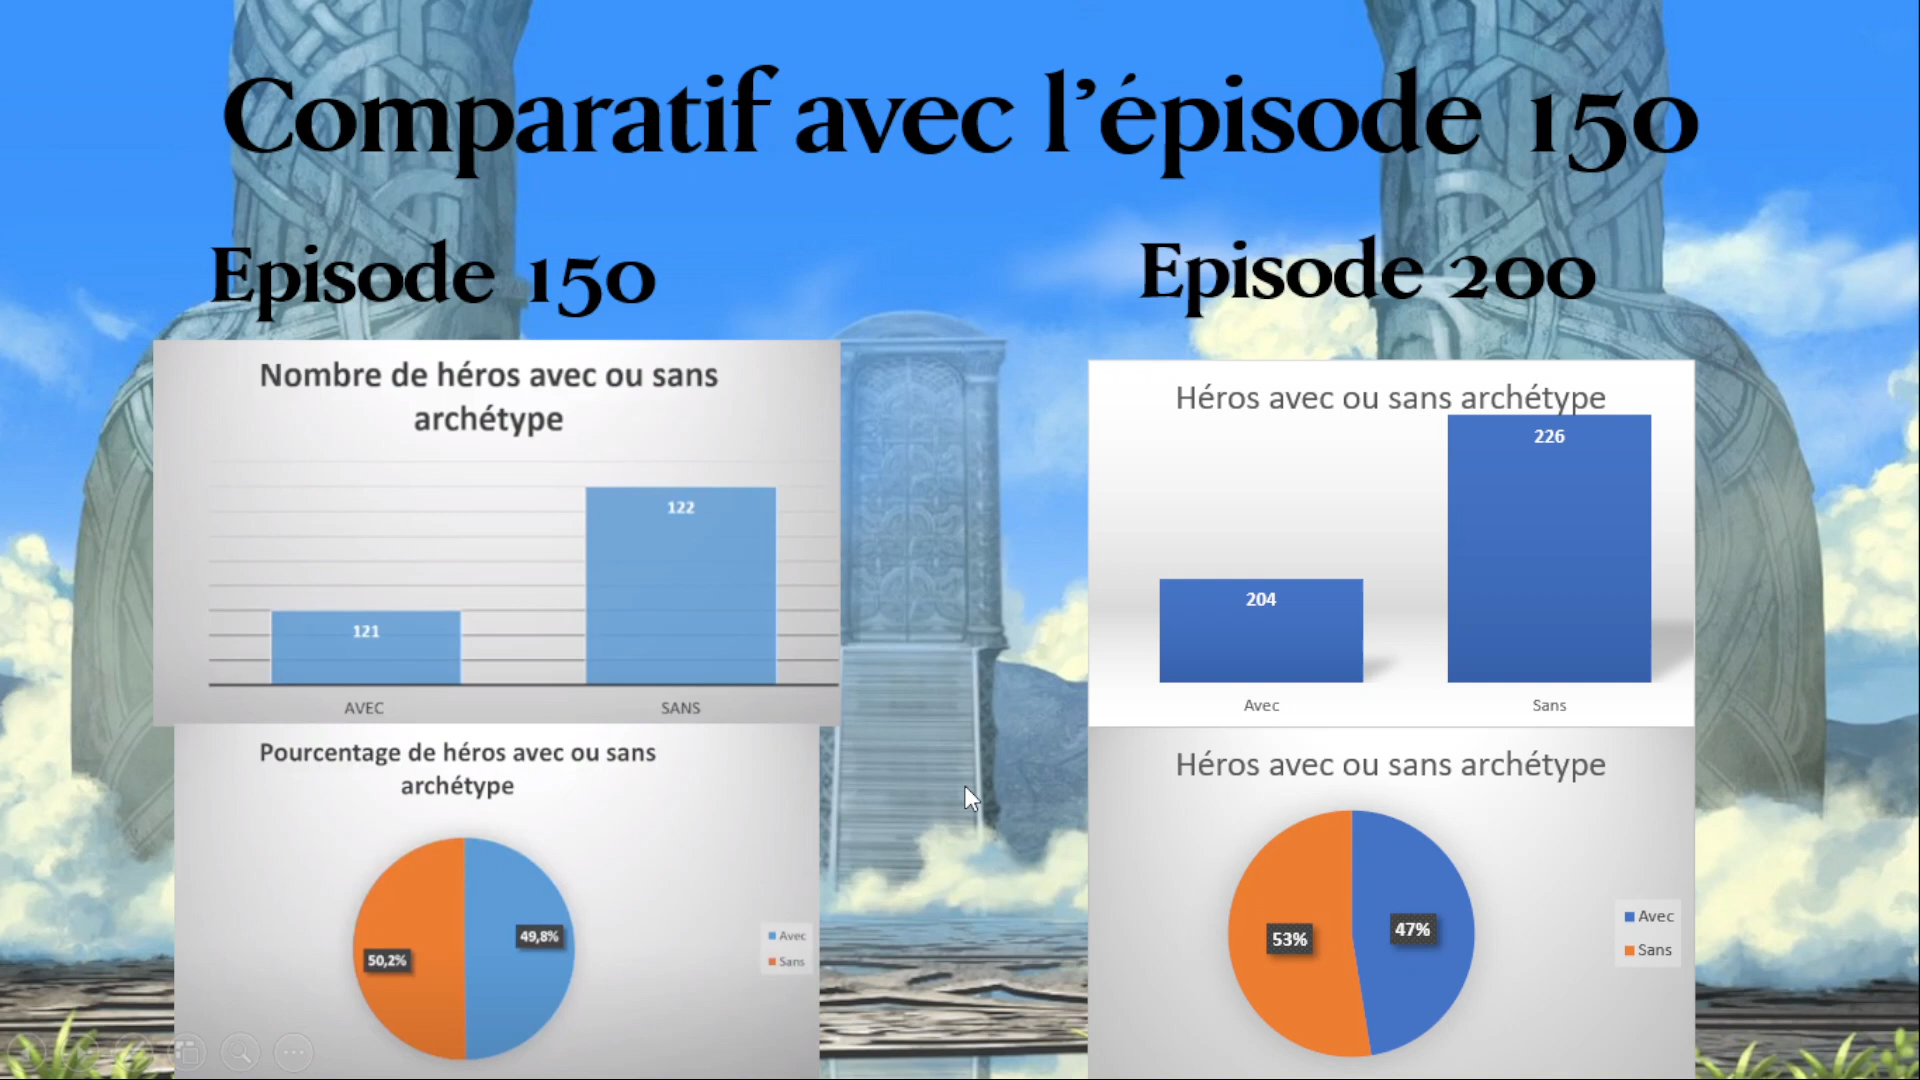 Comparatif avec l’épisode 150
Episode 150
Nombre de héros avec ou sans
archétype
122
121
AVEC
SANS
Pourcentage de héros avec ou sans
archétype
49,8%
50,2%
Avec
Sans
Episode 200
Héros avec ou sans archétype
226
204
Avec
Sans
Héros avec ou sans archétype
53%
47%
Avec
Sans